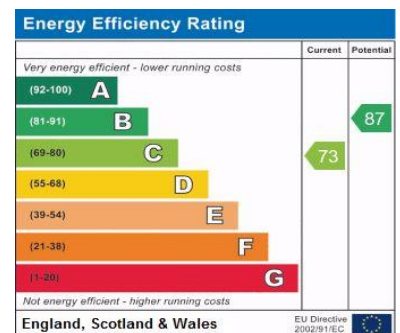 Energy Efficiency Rating
Current Potential
Very energy efficient - lower running costs
(92-100) A
(81-91) B 87
(69-80) C 73
(55-68) D
(39-54) E
(21-38) F
(1-20) G
Not energy efficient - higher running costs
England, Scotland & Wales
EU Directive
2002/91/EC